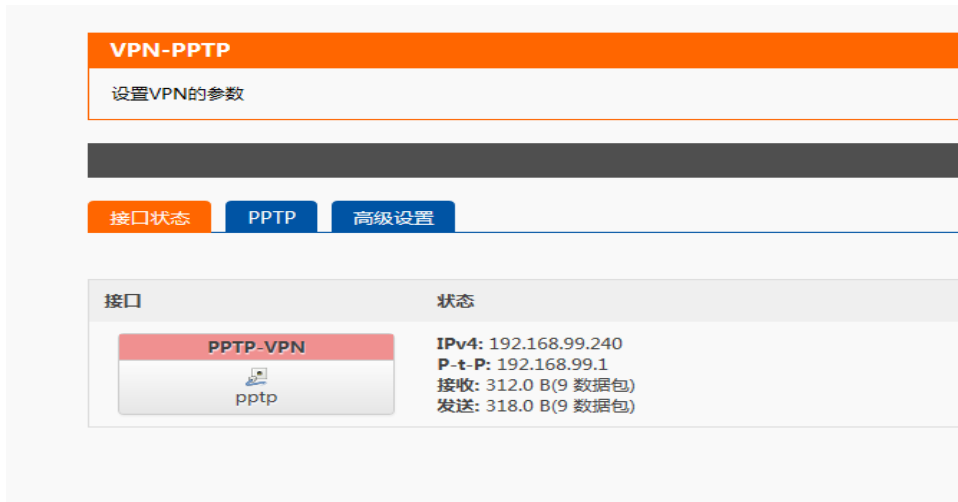 VPN-PPTP
设置VPN的参数
接口状态 PPTP 高级设置
接口 状态
PPTP-VPN
pptp
IPv4: 192.168.99.240
P-t-P: 192.168.99.1
接收: 312.0 B(9 数据包)
发送: 318.0 B(9 数据包)